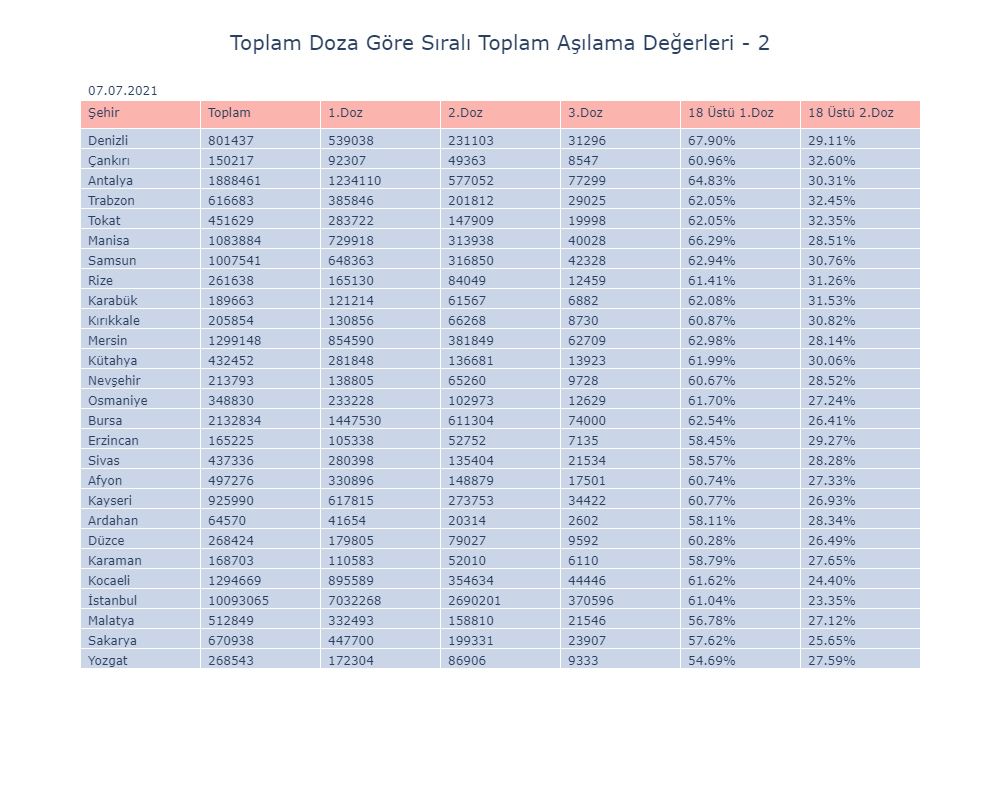 Toplam Doza Göre Sıralı Toplam Aşılama Değerleri - 2
07.07.2021
Şehir Toplam 1.Doz 2.Doz 3.Doz 18 Üstü 1.Doz 18 Üstü 2.Doz
Denizli 801437 539038 231103 31296 67.90% 29.11%
Çankırı 150217 92307 49363 8547 60.96% 32.60%
Antalya 1888461 1234110 577052 77299 64.83% 30.31%
Trabzon 616683 385846 201812 29025 62.05% 32.45%
Tokat 451629 283722 147909 19998 62.05% 32.35%
Manisa 1083884 729918 313938 40028 66.29% 28.51%
Samsun 1007541 648363 316850 42328 62.94% 30.76%
Rize 261638 165130 84049 12459 61.41% 31.26%
Karabük 189663 121214 61567 6882 62.08% 31.53%
Kırıkkale 205854 130856 66268 8730 60.87% 30.82%
Mersin 1299148 854590 381849 62709 62.98% 28.14%
Kütahya 432452 281848 136681 13923 61.99% 30.06%
Nevşehir 213793 138805 65260 9728 60.67% 28.52%
Osmaniye 348830 233228 102973 12629 61.70% 27.24%
Bursa 2132834 1447530 611304 74000 62.54% 26.41%
Erzincan 165225 105338 52752 7135 58.45% 29.27%
Sivas 437336 280398 135404 21534 58.57% 28.28%
Afyon 497276 330896 148879 17501 60.74% 27.33%
Kayseri 925990 617815 273753 34422 60.77% 26.93%
Ardahan 64570 41654 20314 2602 58.11% 28.34%
Düzce 268424 179805 79027 9592 60.28% 26.49%
Karaman 168703 110583 52010 6110 58.79% 27.65%
Kocaeli 1294669 895589 354634 44446 61.62% 24.40%
İstanbul 10093065 7032268 2690201 370596 61.04% 23.35%
Malatya 512849 332493 158810 21546 56.78% 27.12%
Sakarya 670938 447700 199331 23907 57.62% 25.65%
Yozgat 268543 172304 86906 9333 54.69% 27.59%